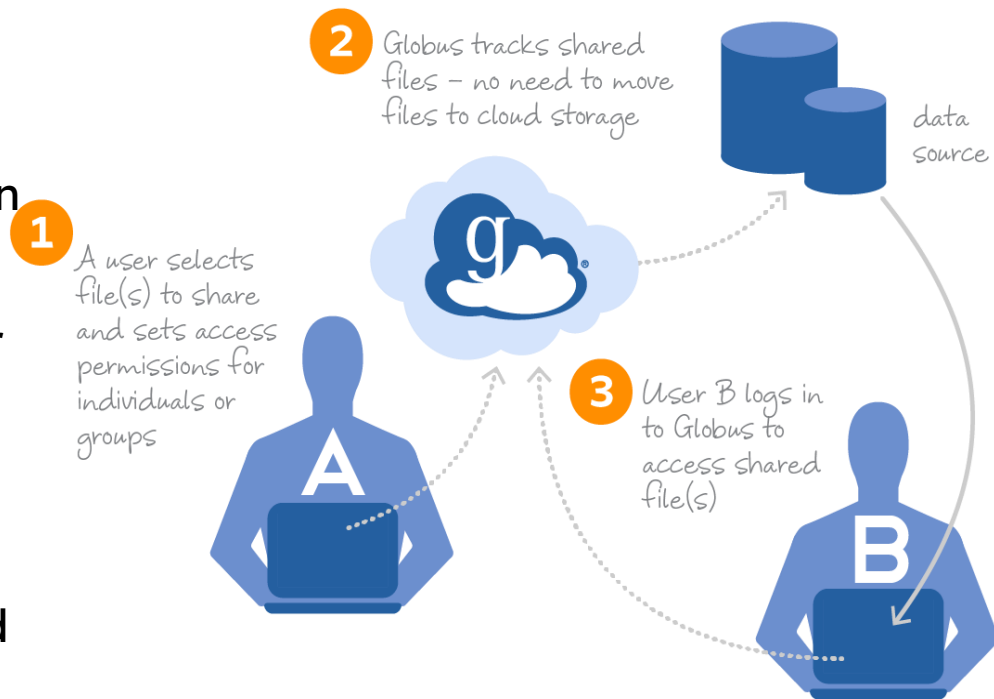 2
Globus tracks shared
files – no need to move
files to cloud storage
data
source
n
1
A user selects
file(s) to share
and sets access
permissions for
individuals or
groups
g
®
3
User B logs in
to Globus to
access shared
file(s)
A
B
d